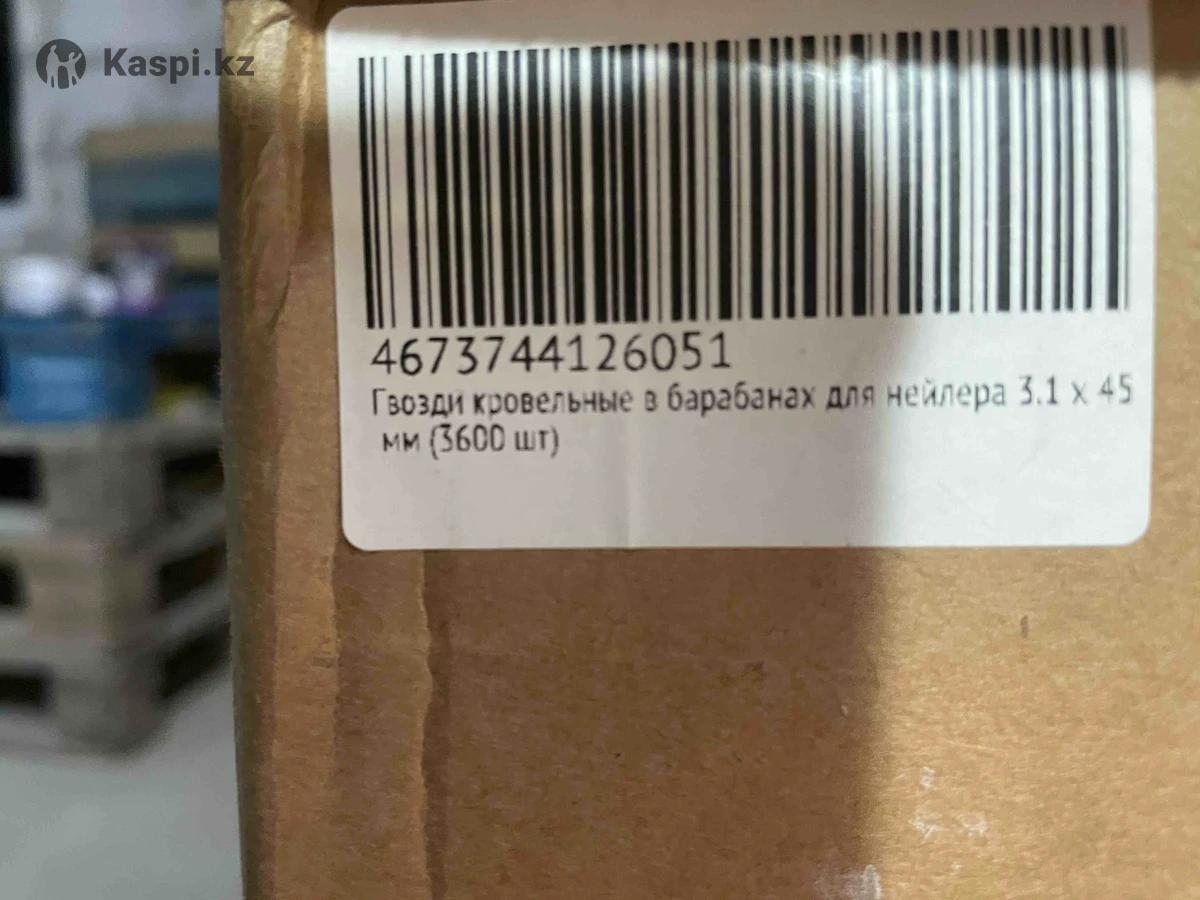 Kaspi.kz
4673744126051
Гвозди кровельные в барабанах для нейлера 3.1 x 45
мм (3600 шт)